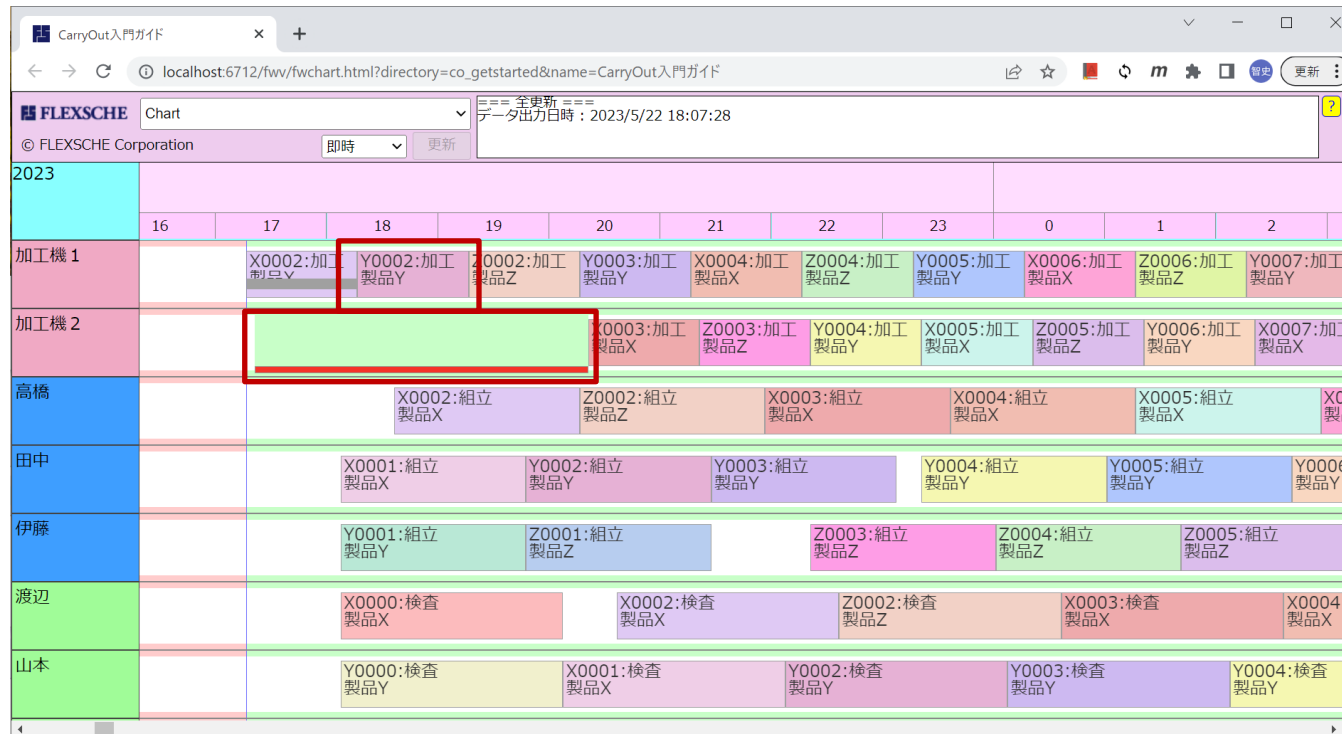 CarryOut入門ガイド
localhost:6712/fwv/fwchart.html?directory=co_getstarted&name=CarryOut入門ガイド
智史
更新
FLEXSCHE
Chart
=== 全更新 ===
データ出力日時：2023/5/22 18:07:28
?
© FLEXSCHE Corporation
即時
更新
2023
16 17 18 19 20 21 22 23 0 1 2
加工機1
X0002:加工 Y0002:加工 Z0002:加工 Y0003:加工 X0004:加工 Z0004:加工 Y0005:加工 X0006:加工 Z0006:加工 Y0007:加工
製品X 製品Y 製品Z 製品Y 製品X 製品Z 製品Y 製品X 製品Z 製品Y
加工機2
X0003:加工 Z0003:加工 Y0004:加工 X0005:加工 Z0005:加工 Y0006:加工 X0007:加工
製品X 製品Z 製品Y 製品X 製品Z 製品Y 製品X
高橋
X0002:組立 Z0002:組立 X0003:組立 X0004:組立 X0005:組立
製品X 製品Z 製品X 製品X 製品X
田中
X0001:組立 Y0002:組立 Y0003:組立 Y0004:組立 Y0005:組立 Y0006
製品X 製品Y 製品Y 製品Y 製品Y 製品Y
伊藤
Y0001:組立 Z0001:組立 Z0003:組立 Z0004:組立 Z0005:組立
製品Y 製品Z 製品Z 製品Z 製品Z
渡辺
X0000:検査 X0002:検査 Z0002:検査 X0003:検査 X0004
製品X 製品X 製品Z 製品X 製品X
山本
Y0000:検査 X0001:検査 Y0002:検査 Y0003:検査 Y0004:検査
製品Y 製品X 製品Y 製品Y 製品Y